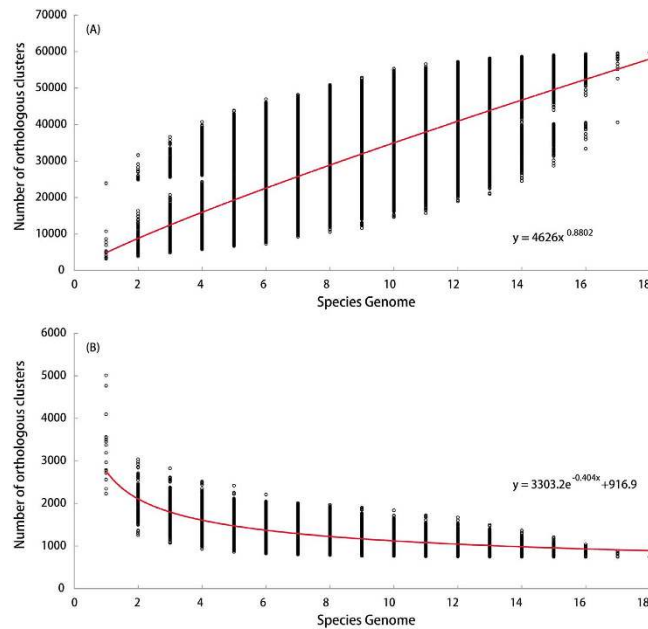 (A)
70000
60000
50000
40000
30000
20000
10000
0
Number of orthologous clusters
y = 4626x^0.8802
0 2 4 6 8 10 12 14 16 18
Species Genome
(B)
6000
5000
4000
3000
2000
1000
0
Number of orthologous clusters
y = 3303.2e^-0.404x+916.9
0 2 4 6 8 10 12 14 16 18
Species Genome